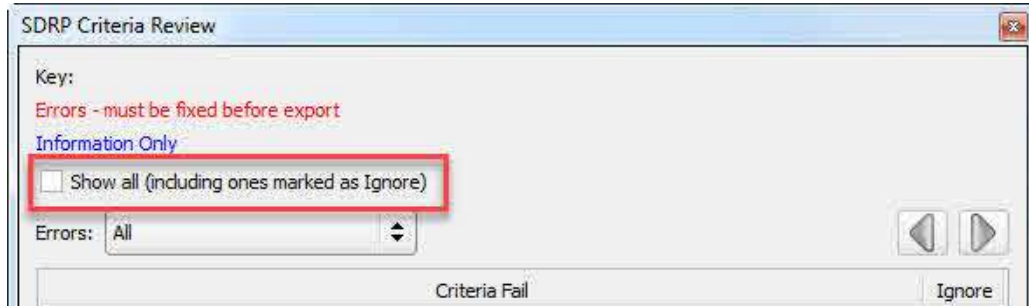 SDRP Criteria Review
Key:
Errors - must be fixed before export
Information Only
Show all (including ones marked as Ignore)
Errors: All
Criteria Fail Ignore